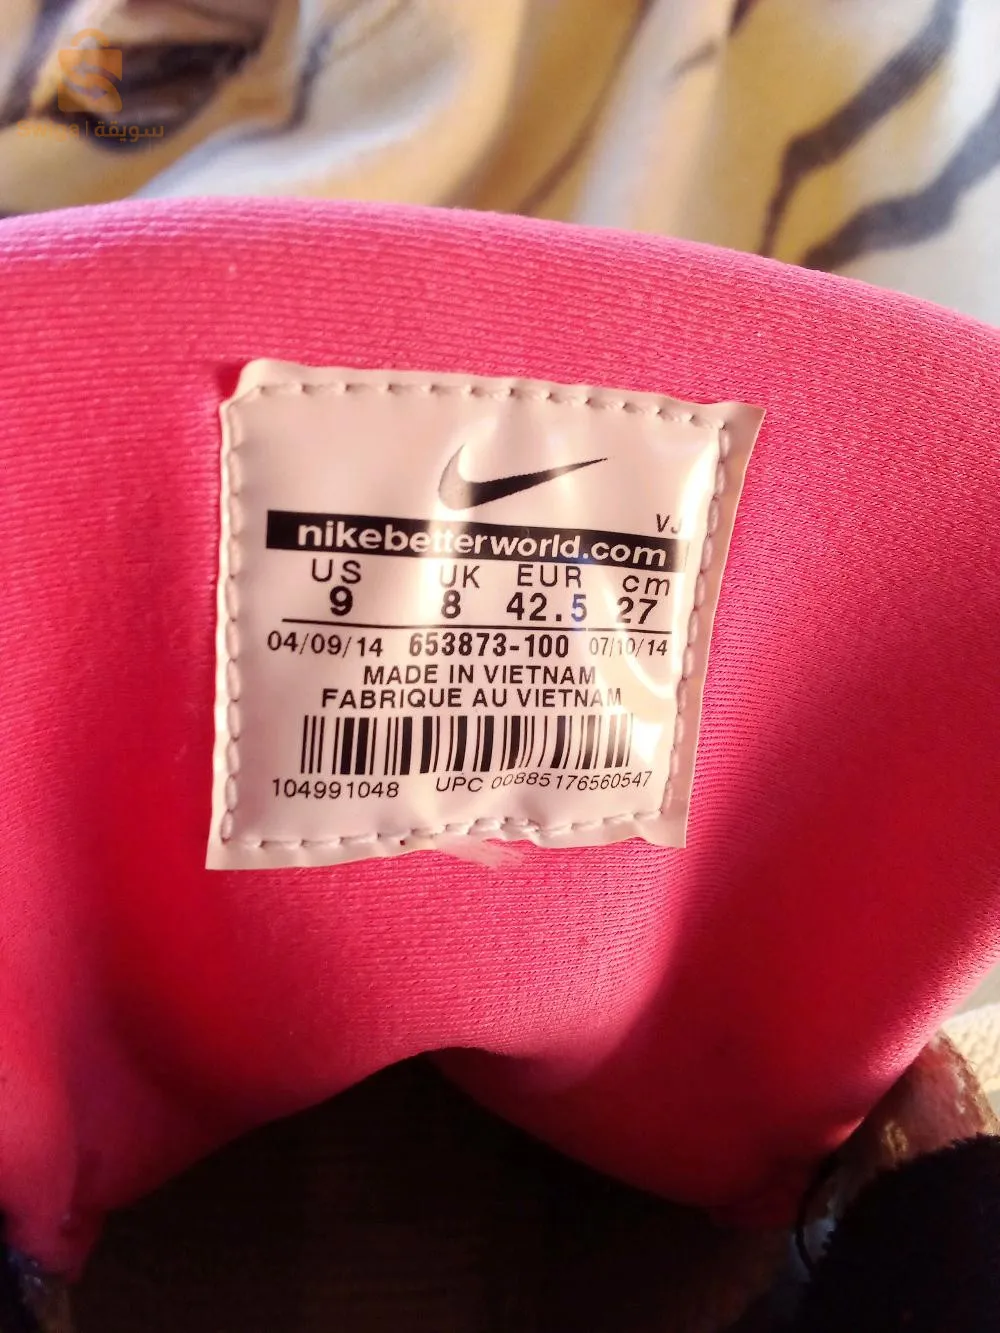 سويقة
VJ
nikebetterworld.com
US UK EUR cm
9 8 42.5 27
04/09/14 653873-100 07/10/14
MADE IN VIETNAM
FABRIQUE AU VIETNAM
104991048 UPC 00885176560547